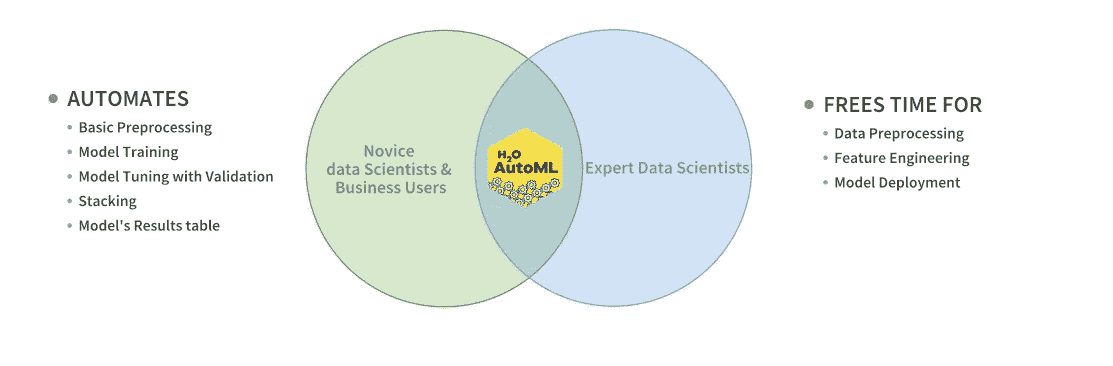 AUTOMATES
Basic Preprocessing
Model Training
Model Tuning with Validation
Stacking
Model's Results table
Novice
data Scientists &
Business Users
H2O
AutoML
Expert Data Scientists
FREES TIME FOR
Data Preprocessing
Feature Engineering
Model Deployment